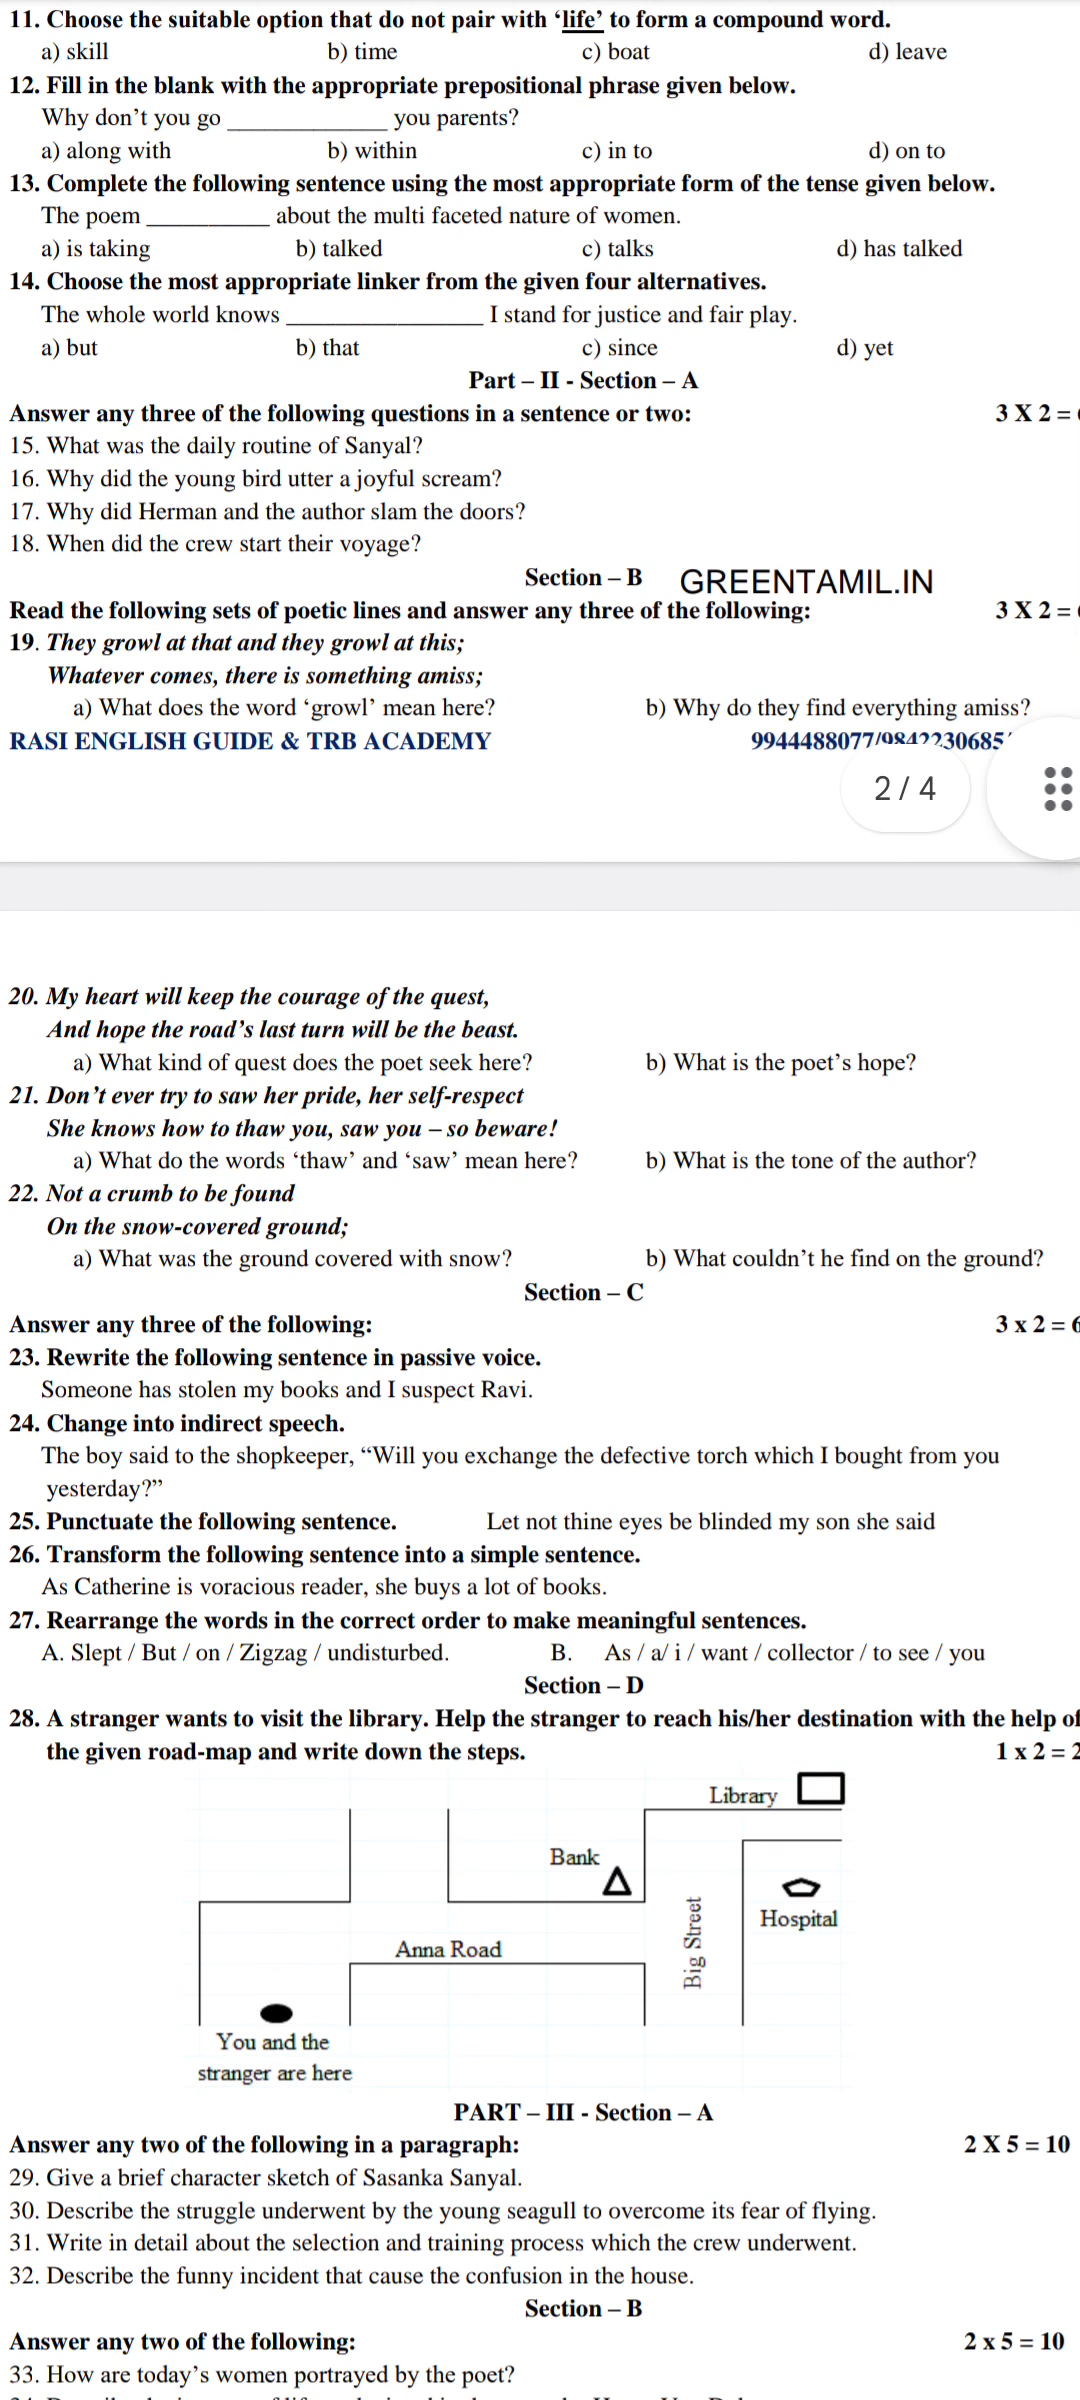 11. Choose the suitable option that do not pair with ‘life’ to form a compound word.
a) skill b) time c) boat d) leave
12. Fill in the blank with the appropriate prepositional phrase given below.
Why don’t you go _____________ you parents?
a) along with b) within c) in to d) on to
13. Complete the following sentence using the most appropriate form of the tense given below.
The poem __________ about the multi faceted nature of women.
a) is taking b) talked c) talks d) has talked
14. Choose the most appropriate linker from the given four alternatives.
The whole world knows ________________ I stand for justice and fair play.
a) but b) that c) since d) yet
Part – II - Section – A
Answer any three of the following questions in a sentence or two: 3 X 2 =
15. What was the daily routine of Sanyal?
16. Why did the young bird utter a joyful scream?
17. Why did Herman and the author slam the doors?
18. When did the crew start their voyage?
Section – B GREENTAMIL.IN
Read the following sets of poetic lines and answer any three of the following: 3 X 2 =
19. They growl at that and they growl at this;
Whatever comes, there is something amiss;
a) What does the word ‘growl’ mean here? b) Why do they find everything amiss?
RASI ENGLISH GUIDE & TRB ACADEMY 9944488077/9842230685
2 / 4
20. My heart will keep the courage of the quest,
And hope the road’s last turn will be the beast.
a) What kind of quest does the poet seek here? b) What is the poet’s hope?
21. Don’t ever try to saw her pride, her self-respect
She knows how to thaw you, saw you – so beware!
a) What do the words ‘thaw’ and ‘saw’ mean here? b) What is the tone of the author?
22. Not a crumb to be found
On the snow-covered ground;
a) What was the ground covered with snow? b) What couldn’t he find on the ground?
Section – C
Answer any three of the following: 3 x 2 = 6
23. Rewrite the following sentence in passive voice.
Someone has stolen my books and I suspect Ravi.
24. Change into indirect speech.
The boy said to the shopkeeper, “Will you exchange the defective torch which I bought from you
yesterday?”
25. Punctuate the following sentence. Let not thine eyes be blinded my son she said
26. Transform the following sentence into a simple sentence.
As Catherine is voracious reader, she buys a lot of books.
27. Rearrange the words in the correct order to make meaningful sentences.
A. Slept / But / on / Zigzag / undisturbed. B. As / a/ i / want / collector / to see / you
Section – D
28. A stranger wants to visit the library. Help the stranger to reach his/her destination with the help of
the given road-map and write down the steps. 1 x 2 = 2
Library
Bank
Hospital
Big Street
Anna Road
You and the
stranger are here
PART – III - Section – A
Answer any two of the following in a paragraph: 2 X 5 = 10
29. Give a brief character sketch of Sasanka Sanyal.
30. Describe the struggle underwent by the young seagull to overcome its fear of flying.
31. Write in detail about the selection and training process which the crew underwent.
32. Describe the funny incident that cause the confusion in the house.
Section – B
Answer any two of the following: 2 x 5 = 10
33. How are today’s women portrayed by the poet?